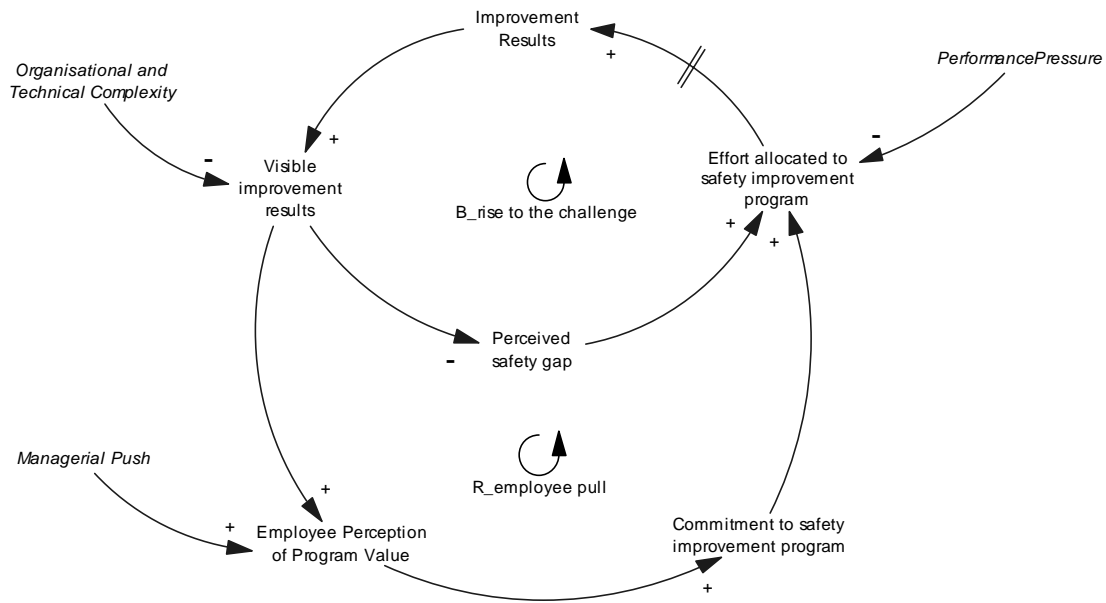 Improvement
Results
+
PerformancePressure
Organisational and
Technical Complexity
-
+
-
Visible
improvement
results
Effort allocated to
safety improvement
program
B_rise to the challenge
+
+
Perceived
safety gap
-
Managerial Push
R_employee pull
+
+
Employee Perception
of Program Value
Commitment to safety
improvement program
+